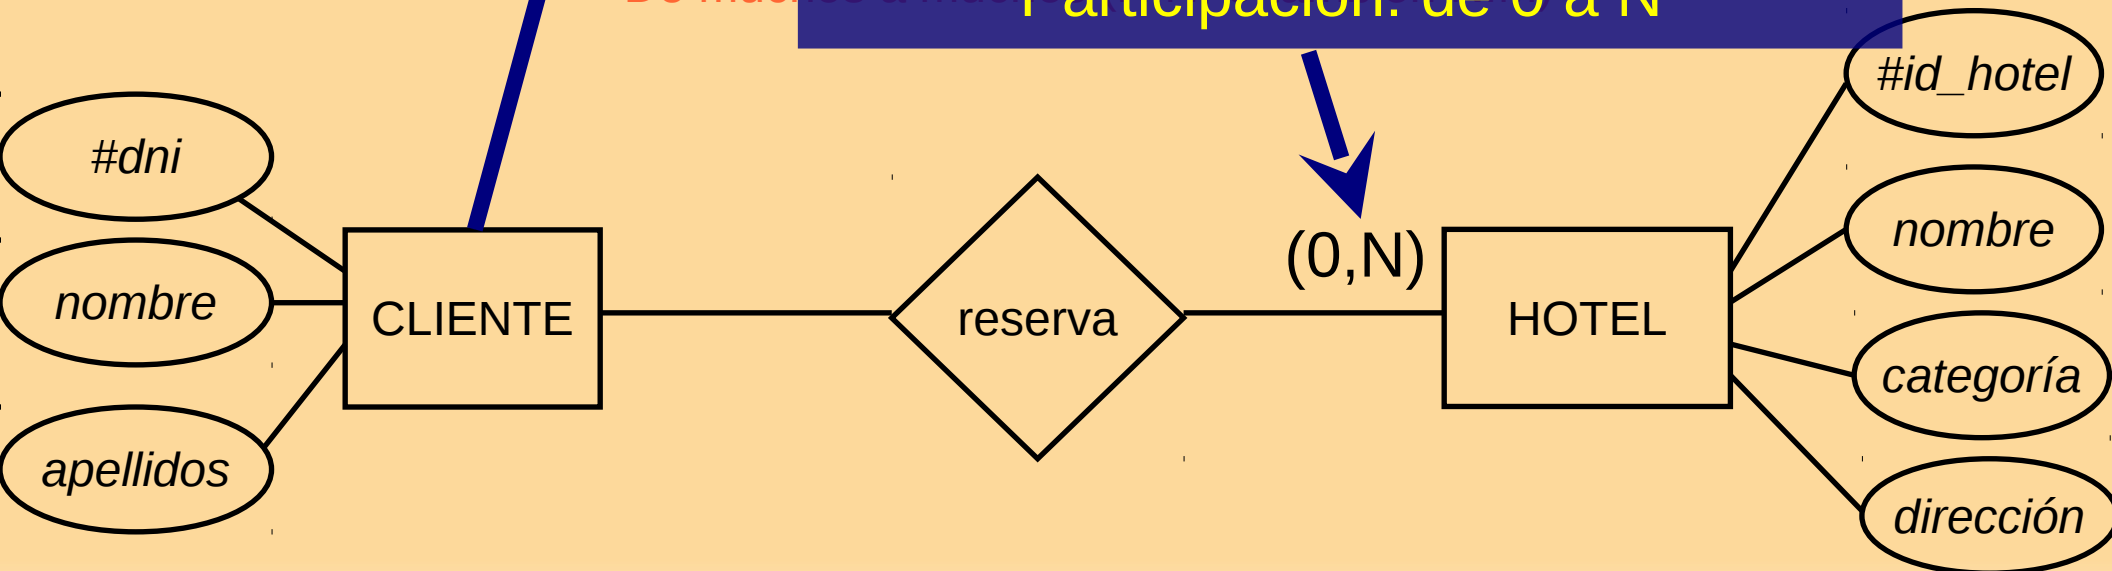 Participación: de 0 a N
#id_hotel
#dni
nombre
(0,N)
nombre
CLIENTE
reserva
HOTEL
categoría
apellidos
dirección